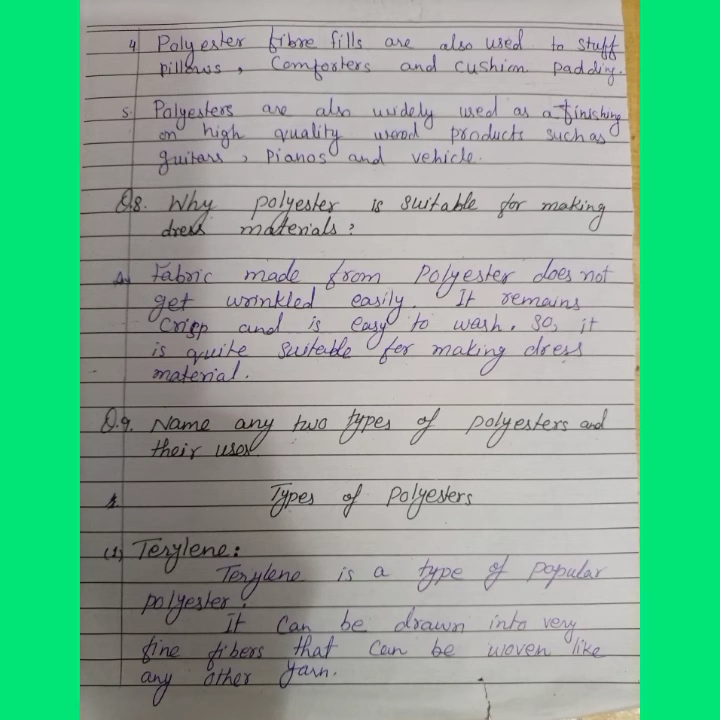 4 Polyester fibre fills are also used to stuff
pillows, Comforters and cushion padding.
5. Polyesters are also widely used as a finishing
on high quality wood products such as
guitars, pianos and vehicle.
Q.8. Why polyester is suitable for making
dress materials?
Fabric made from Polyester does not
get wrinkled easily. It remains
Crisp and is easy to wash. So, it
is quite suitable for making dress
material.
Q.9. Name any two types of polyesters and
their uses
Types of Polyesters
(1) Terylene:
Terylene is a type of popular
polyester.
It Can be drawn into very
fine fibers that Can be woven like
any other yarn.